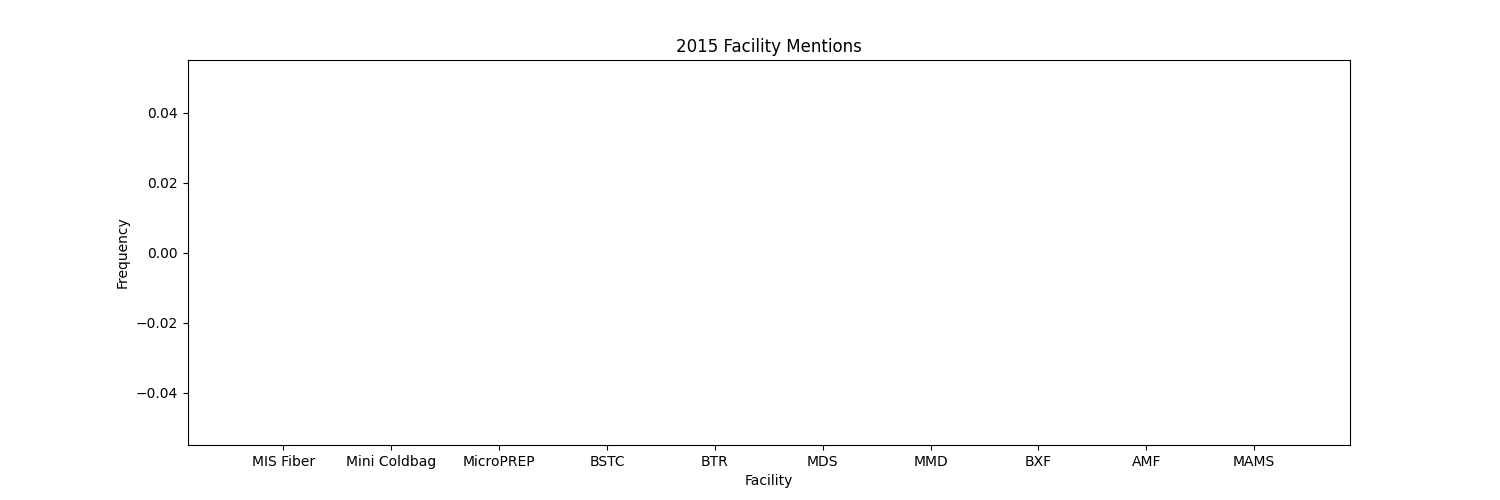 2015 Facility Mentions
0.04
0.02
0.00
−0.02
−0.04
Frequency
MIS Fiber Mini Coldbag MicroPREP BSTC BTR MDS MMD BXF AMF MAMS
Facility